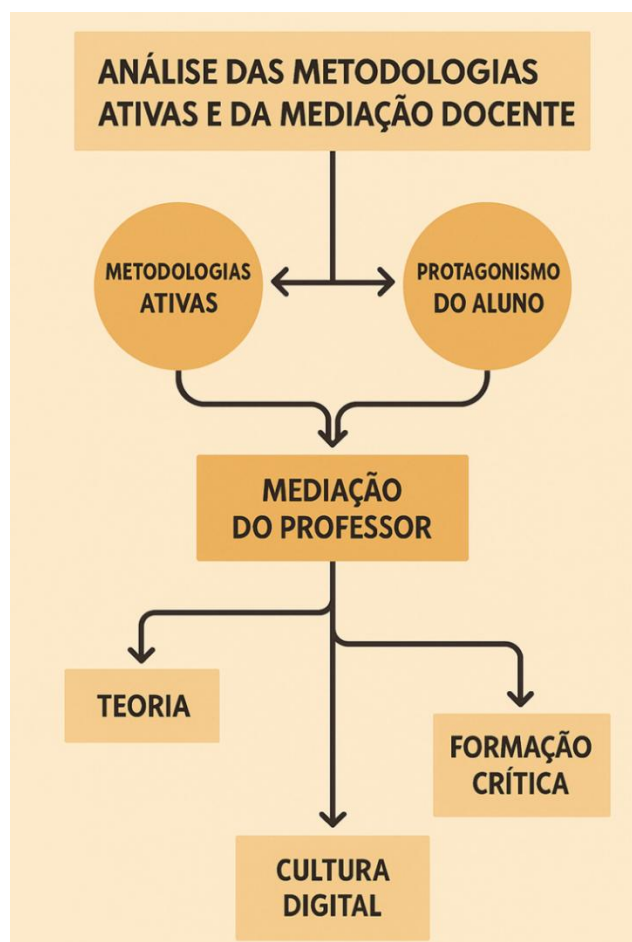 ANÁLISE DAS METODOLOGIAS
ATIVAS E DA MEDIAÇÃO DOCENTE
METODOLOGIAS
ATIVAS
PROTAGONISMO
DO ALUNO
MEDIAÇÃO
DO PROFESSOR
TEORIA
FORMAÇÃO
CRÍTICA
CULTURA
DIGITAL